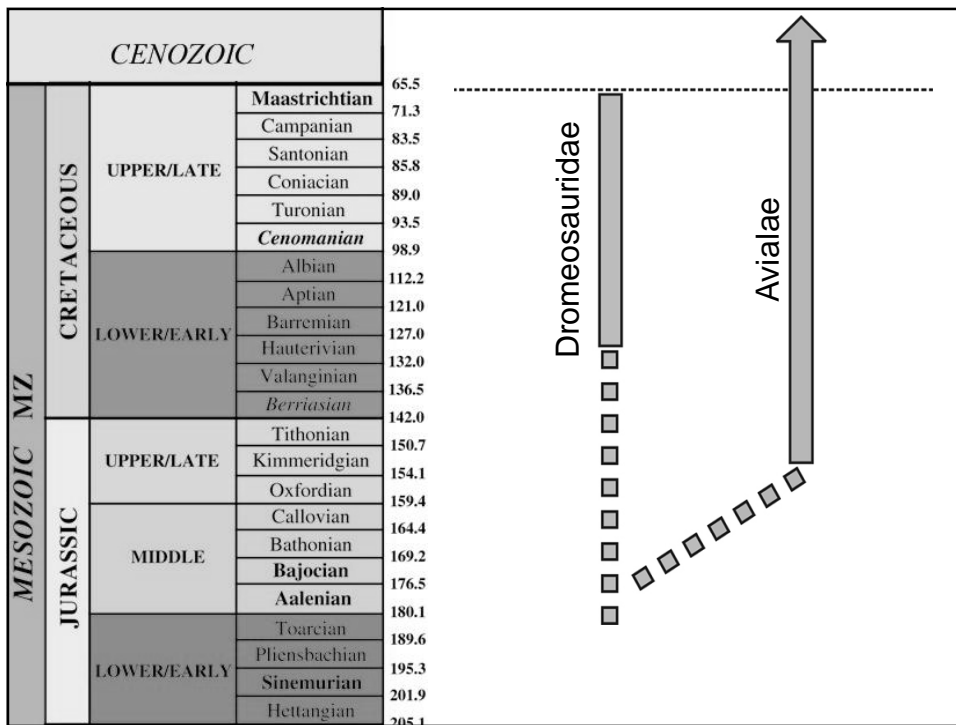 CENOZOIC
MESOZOIC MZ
CRETACEOUS
JURASSIC
UPPER/LATE
LOWER/EARLY
UPPER/LATE
MIDDLE
LOWER/EARLY
Maastrichtian
Campanian
Santonian
Coniacian
Turonian
Cenomanian
Albian
Aptian
Barremian
Hauterivian
Valanginian
Berriasian
Tithonian
Kimmeridgian
Oxfordian
Callovian
Bathonian
Bajocian
Aalenian
Toarcian
Pliensbachian
Sinemurian
Hettangian
65.5
71.3
83.5
85.8
89.0
93.5
98.9
112.2
121.0
127.0
132.0
136.5
142.0
150.7
154.1
159.4
164.4
169.2
176.5
180.1
189.6
195.3
201.9
205.1
Dromeosauridae
Avialae